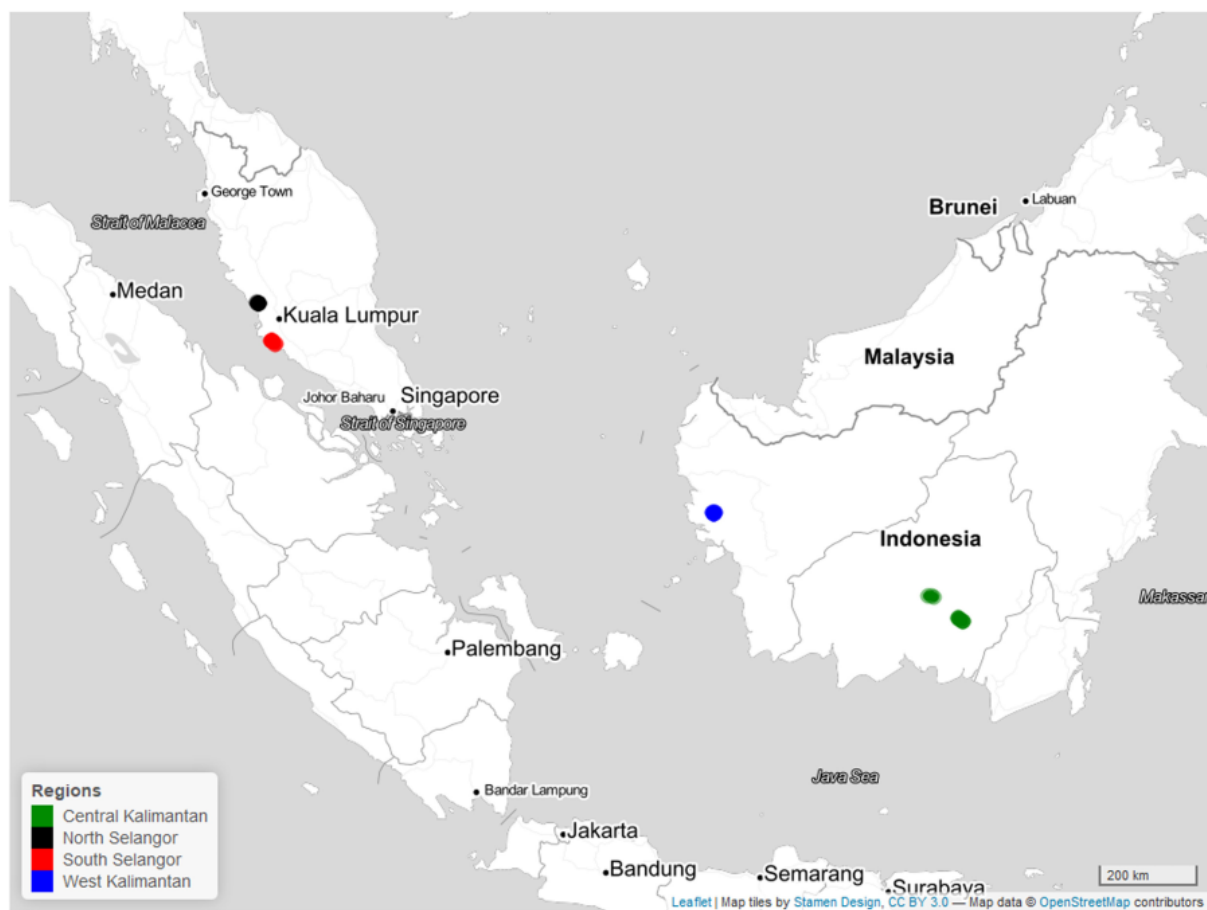 George Town
Strait of Malacca
Brunei
Labuan
Medan
Kuala Lumpur
Malaysia
Johor Baharu
Singapore
Strait of Singapore
Indonesia
Makassar
Palembang
Java Sea
Bandar Lampung
Jakarta
Bandung
Semarang
Surabaya
Regions
Central Kalimantan
North Selangor
South Selangor
West Kalimantan
200 km
Leaflet | Map tiles by Stamen Design, CC BY 3.0 — Map data © OpenStreetMap contributors